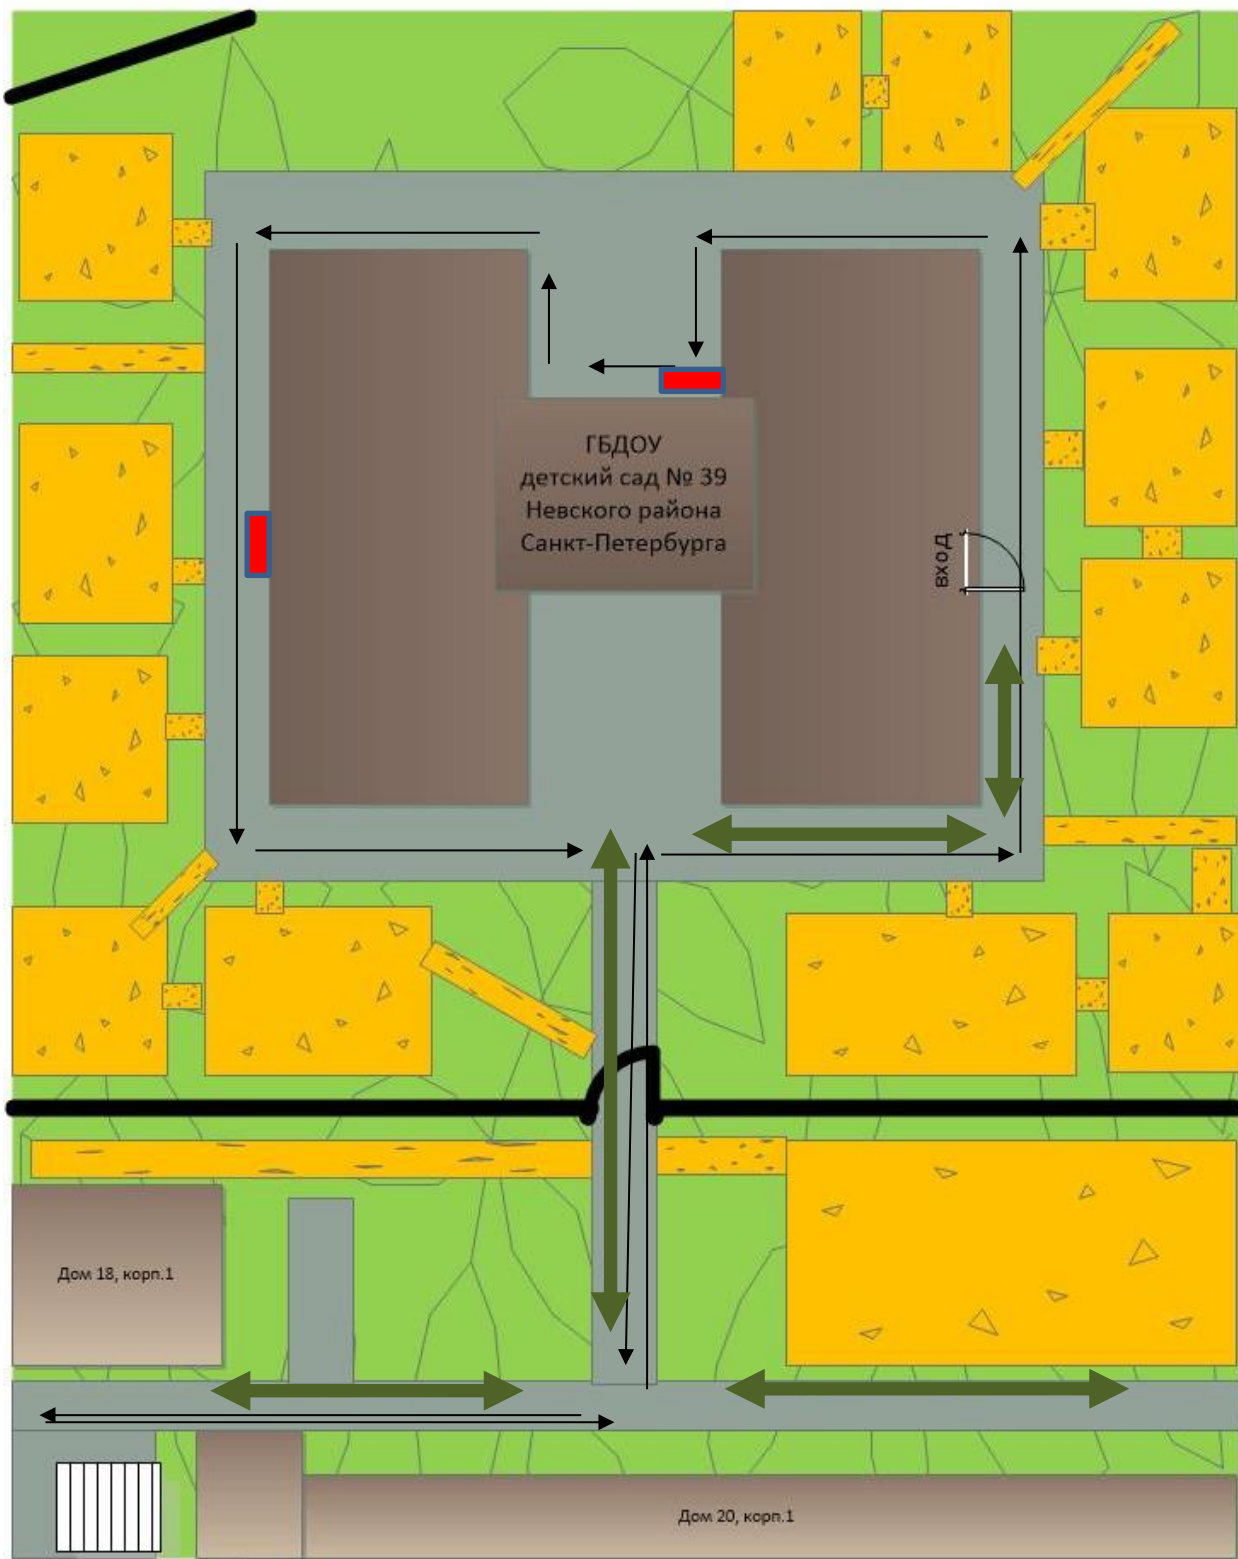 ГБДОУ
детский сад № 39
Невского района
Санкт-Петербурга
вход
Дом 18, корп.1
Дом 20, корп.1